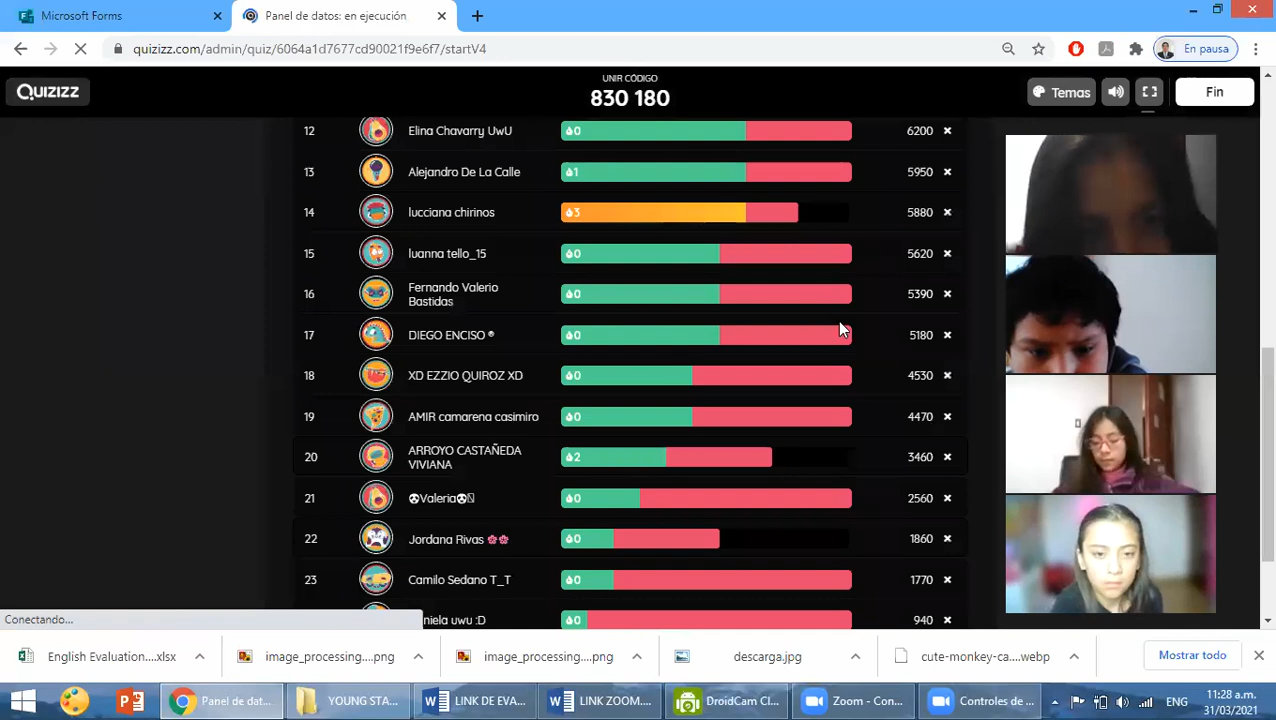 Microsoft Forms
Panel de datos: en ejecución
quizizz.com/admin/quiz/6064a1d7677cd90021f9e6f7/startV4
En pausa
QUIZIZZ
UNIR CÓDIGO
830 180
Temas
Fin
12 Elina Chavarry UwU 0 6200
13 Alejandro De La Calle 1 5950
14 lucciana chirinos 3 5880
15 luanna tello_15 0 5620
16 Fernando Valerio Bastidas 0 5390
17 DIEGO ENCISO ® 0 5180
18 XD EZZIO QUIROZ XD 0 4530
19 AMIR camarena casimiro 0 4470
20 ARROYO CASTAÑEDA VIVIANA 2 3460
21 🐼Valeria🐼 0 2560
22 Jordana Rivas 🌸🌸 0 1860
23 Camilo Sedano T_T 0 1770
niela uwu :D 0 940
Conectando...
English Evaluation....xlsx
image_processing....png
image_processing....png
descarga.jpg
cute-monkey-ca....webp
Mostrar todo
Panel de dat...
YOUNG STA...
LINK DE EVA...
LINK ZOOM....
DroidCam Cl...
Zoom - Con...
Controles de ...
ENG
11:28 a.m.
31/03/2021